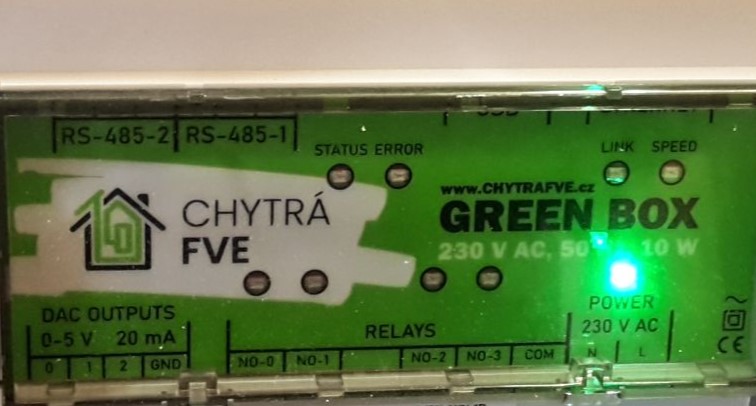 RS-485-2 RS-485-1
STATUS ERROR
LINK SPEED
www.CHYTRAFVE.cz
CHYTRÁ
FVE
GREEN BOX
230 V AC, 50 10 W
DAC OUTPUTS
0-5 V 20 mA
0 1 2 GND
RELAYS
NO-0 NO-1 NO-2 NO-3 COM
POWER
230 V AC
N L
CE